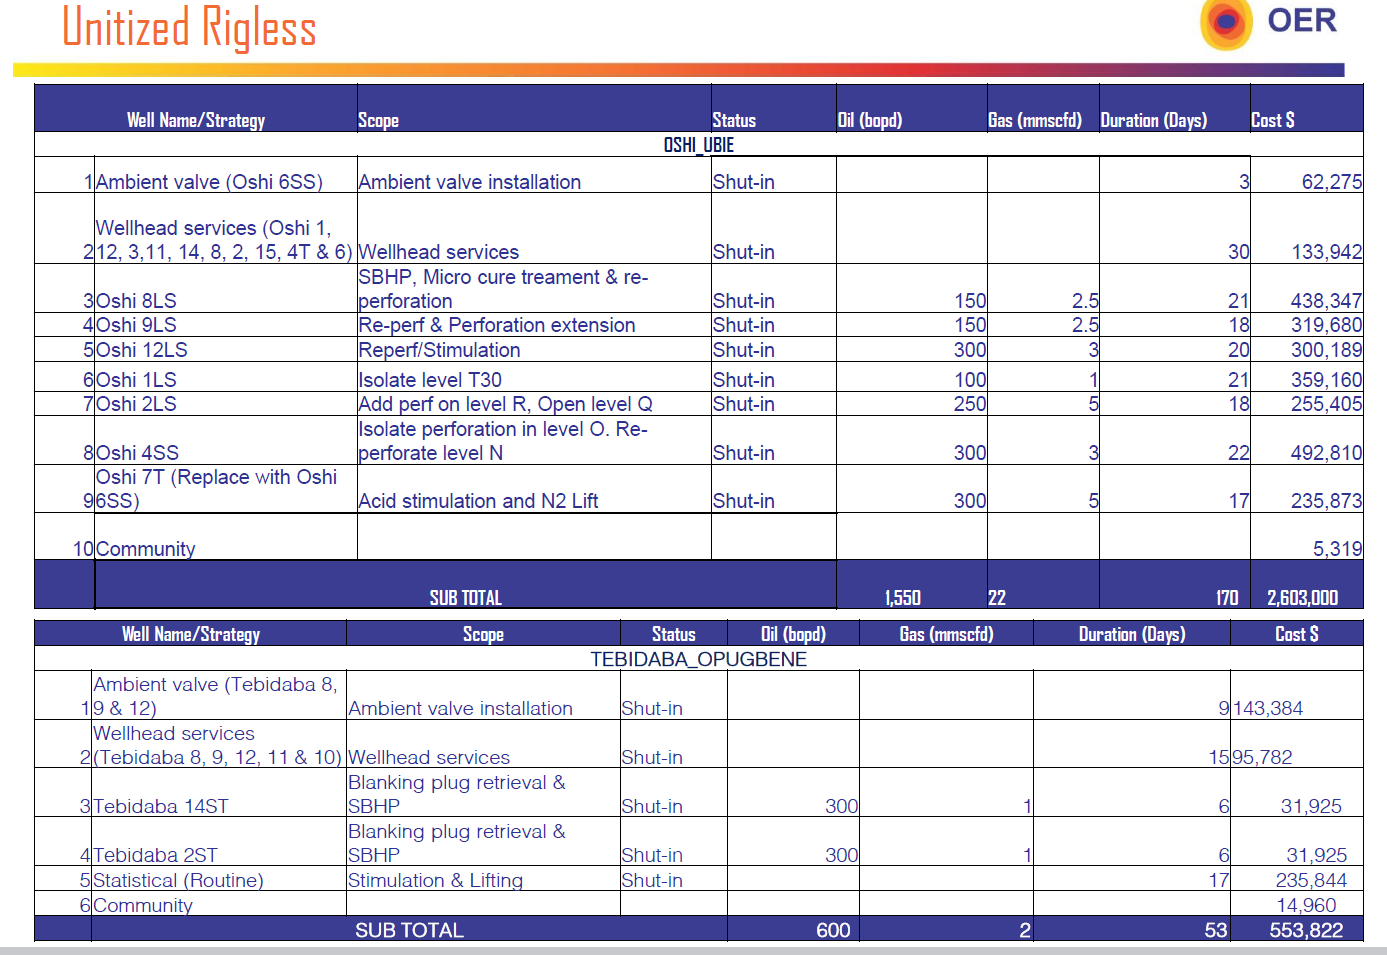 Unitized Rigless
OER
Well Name/Strategy Scope Status Oil (bopd) Gas (mmscfd) Duration (Days) Cost $
OSHI_UBIE
1 Ambient valve (Oshi 6SS) Ambient valve installation Shut-in 3 62,275
Wellhead services (Oshi 1,
2 12, 3,11, 14, 8, 2, 15, 4T & 6) Wellhead services Shut-in 30 133,942
SBHP, Micro cure treament & re-
3 Oshi 8LS perforation Shut-in 150 2.5 21 438,347
4 Oshi 9LS Re-perf & Perforation extension Shut-in 150 2.5 18 319,680
5 Oshi 12LS Reperf/Stimulation Shut-in 300 3 20 300,189
6 Oshi 1LS Isolate level T30 Shut-in 100 1 21 359,160
7 Oshi 2LS Add perf on level R, Open level Q Shut-in 250 5 18 255,405
Isolate perforation in level O. Re-
8 Oshi 4SS perforate level N Shut-in 300 3 22 492,810
Oshi 7T (Replace with Oshi
9 6SS) Acid stimulation and N2 Lift Shut-in 300 5 17 235,873
10 Community 5,319
SUB TOTAL 1,550 22 170 2,603,000
Well Name/Strategy Scope Status Oil (bopd) Gas (mmscfd) Duration (Days) Cost $
TEBIDABA_OPUGBENE
Ambient valve (Tebidaba 8,
1 9 & 12) Ambient valve installation Shut-in 9 143,384
Wellhead services
2 (Tebidaba 8, 9, 12, 11 & 10) Wellhead services Shut-in 15 95,782
Blanking plug retrieval &
3 Tebidaba 14ST SBHP Shut-in 300 1 6 31,925
Blanking plug retrieval &
4 Tebidaba 2ST SBHP Shut-in 300 1 6 31,925
5 Statistical (Routine) Stimulation & Lifting Shut-in 17 235,844
6 Community 14,960
SUB TOTAL 600 2 53 553,822